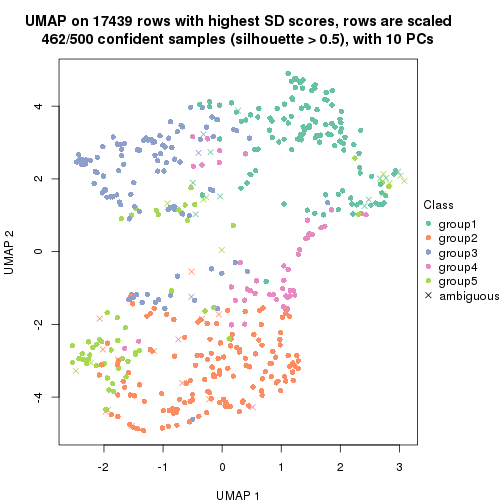 UMAP on 17439 rows with highest SD scores, rows are scaled
462/500 confident samples (silhouette > 0.5), with 10 PCs
4
2
0
-2
-4
UMAP 2
-2
-1
0
1
2
3
UMAP 1
Class
group1
group2
group3
group4
group5
ambiguous